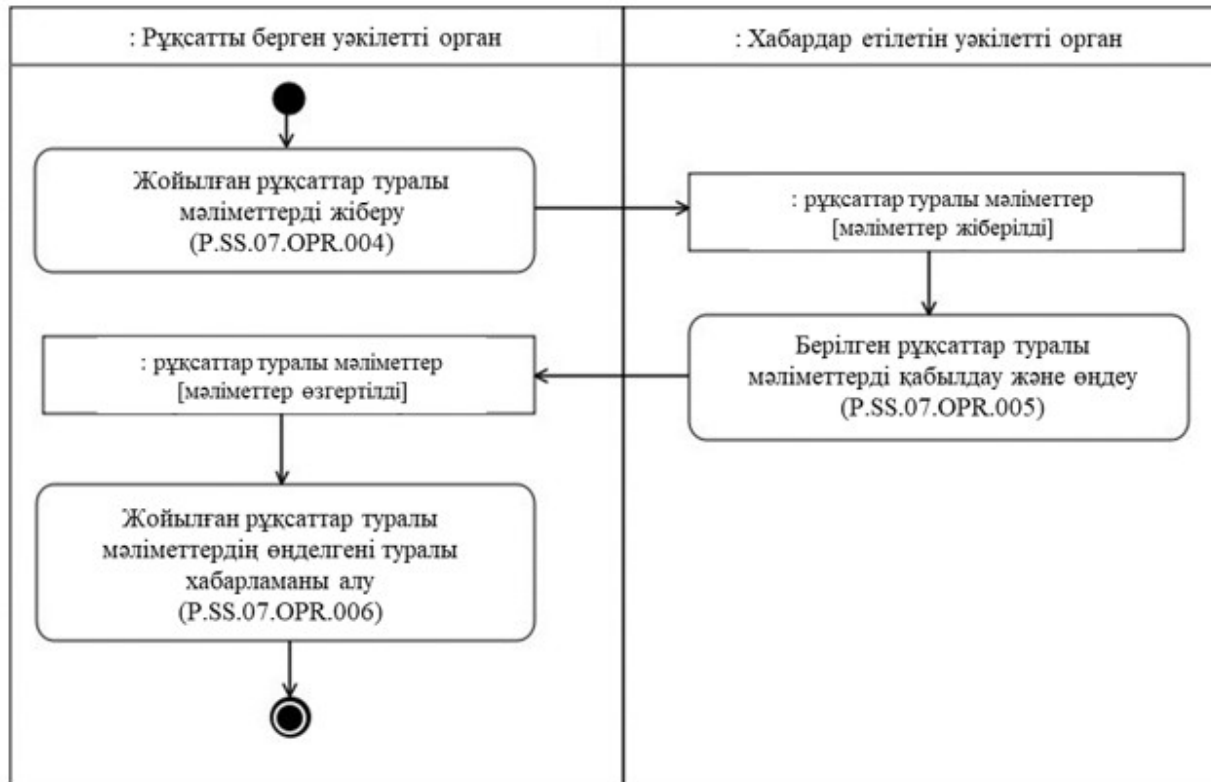 : Рұқсатты берген уәкілетті орган
: Хабардар етілетін уәкілетті орган
Жойылған рұқсаттар туралы
мәліметтерді жіберу
(P.SS.07.OPR.004)
: рұқсаттар туралы мәліметтер
[мәліметтер жіберілді]
Берілген рұқсаттар туралы
мәліметтерді қабылдау және өңдеу
(P.SS.07.OPR.005)
: рұқсаттар туралы мәліметтер
[мәліметтер өзгертілді]
Жойылған рұқсаттар туралы
мәліметтердің өңделгені туралы
хабарламаны алу
(P.SS.07.OPR.006)